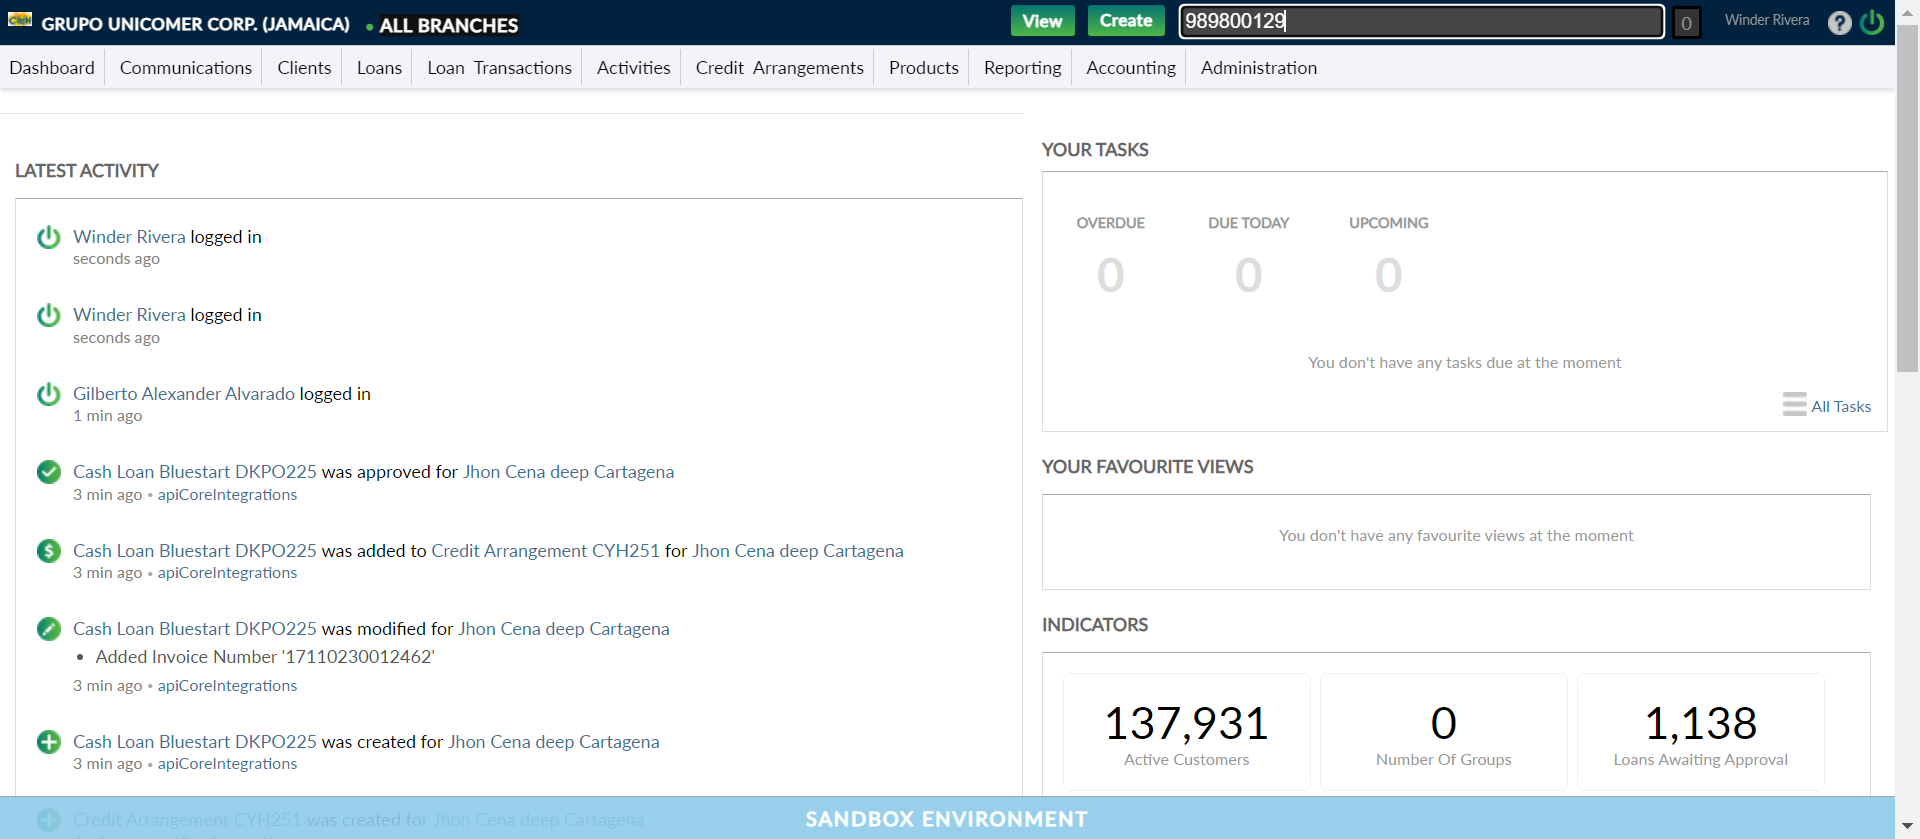 CASH GRUPO UNICOMER CORP. (JAMAICA) • ALL BRANCHES View Create 989800129 0 Winder Rivera ?
Dashboard Communications Clients Loans Loan Transactions Activities Credit Arrangements Products Reporting Accounting Administration
LATEST ACTIVITY
Winder Rivera logged in
seconds ago
Winder Rivera logged in
seconds ago
Gilberto Alexander Alvarado logged in
1 min ago
Cash Loan Bluestart DKPO225 was approved for Jhon Cena deep Cartagena
3 min ago • apiCoreIntegrations
$ Cash Loan Bluestart DKPO225 was added to Credit Arrangement CYH251 for Jhon Cena deep Cartagena
3 min ago • apiCoreIntegrations
Cash Loan Bluestart DKPO225 was modified for Jhon Cena deep Cartagena
• Added Invoice Number '17110230012462'
3 min ago • apiCoreIntegrations
Cash Loan Bluestart DKPO225 was created for Jhon Cena deep Cartagena
3 min ago • apiCoreIntegrations
Credit Arrangement CYH251 was created for Jhon Cena deep Cartagena
YOUR TASKS
OVERDUE DUE TODAY UPCOMING
0 0 0
You don't have any tasks due at the moment
All Tasks
YOUR FAVOURITE VIEWS
You don't have any favourite views at the moment
INDICATORS
137,931 0 1,138
Active Customers Number Of Groups Loans Awaiting Approval
SANDBOX ENVIRONMENT